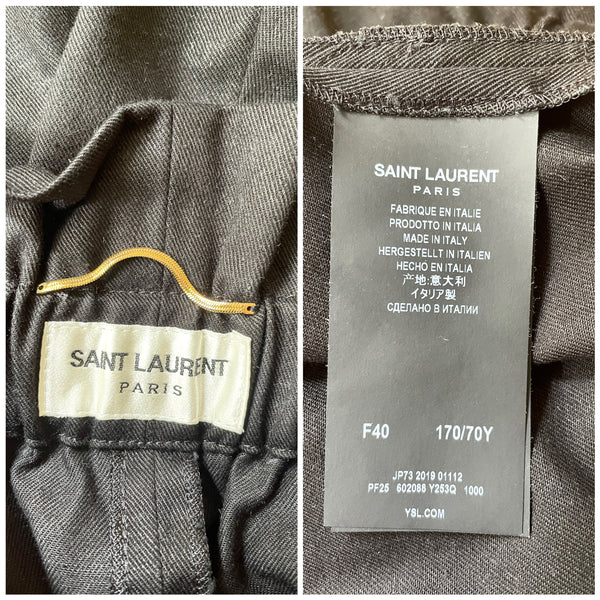 SAINT LAURENT
PARIS
SAINT LAURENT
PARIS
FABRIQUE EN ITALIE
PRODOTTO IN ITALIA
MADE IN ITALY
HERGESTELLT IN ITALIEN
HECHO EN ITALIA
产地:意大利
イタリア製
СДЕЛАНО В ИТАЛИИ
F40 170/70Y
JP73 2019 01112
PF25 602088 Y253Q 1000
YSL.COM